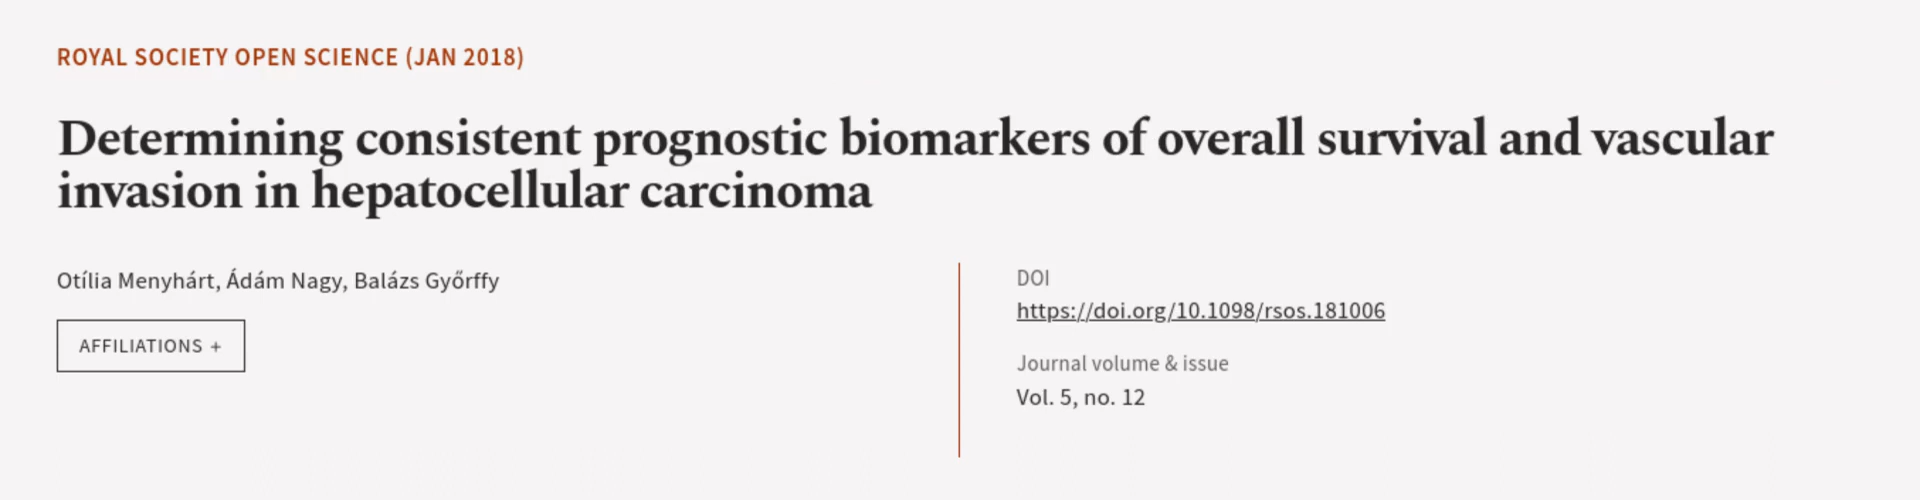 ROYAL SOCIETY OPEN SCIENCE (JAN 2018)
Determining consistent prognostic biomarkers of overall survival and vascular
invasion in hepatocellular carcinoma
Otília Menyhárt, Ádám Nagy, Balázs Győrffy
AFFILIATIONS +
DOI
https://doi.org/10.1098/rsos.181006
Journal volume & issue
Vol. 5, no. 12